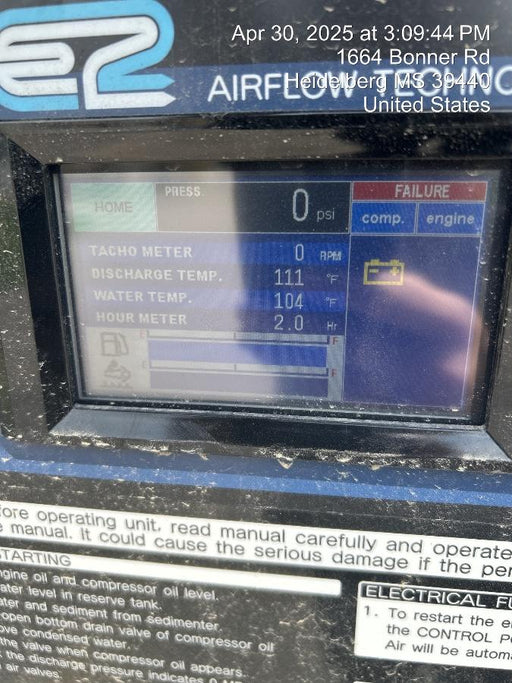 Apr 30, 2025 at 3:09:44 PM
1664 Bonner Rd
Heidelberg MS 39440
United States
e2
AIRFLOW TECHNO
HOME
PRESS.
0 psi
FAILURE
comp. engine
TACHO METER 0 RPM
DISCHARGE TEMP. 111 °F
WATER TEMP. 104 °F
HOUR METER 2.0 Hr
E F
E F
fore operating unit, read manual carefully and operate
e manual. It could cause the serious damage if the per
STARTING
ngine oil and compressor oil level.
ater level in reserve tank.
ater and sediment from sedimenter.
open bottom drain valve of compressor oil
ove condensed water.
the valve when compressor oil appears.
the discharge pressure indicates 0
air valves.
ELECTRICAL FU
1. To restart the e
the CONTROL P
Air will be automa